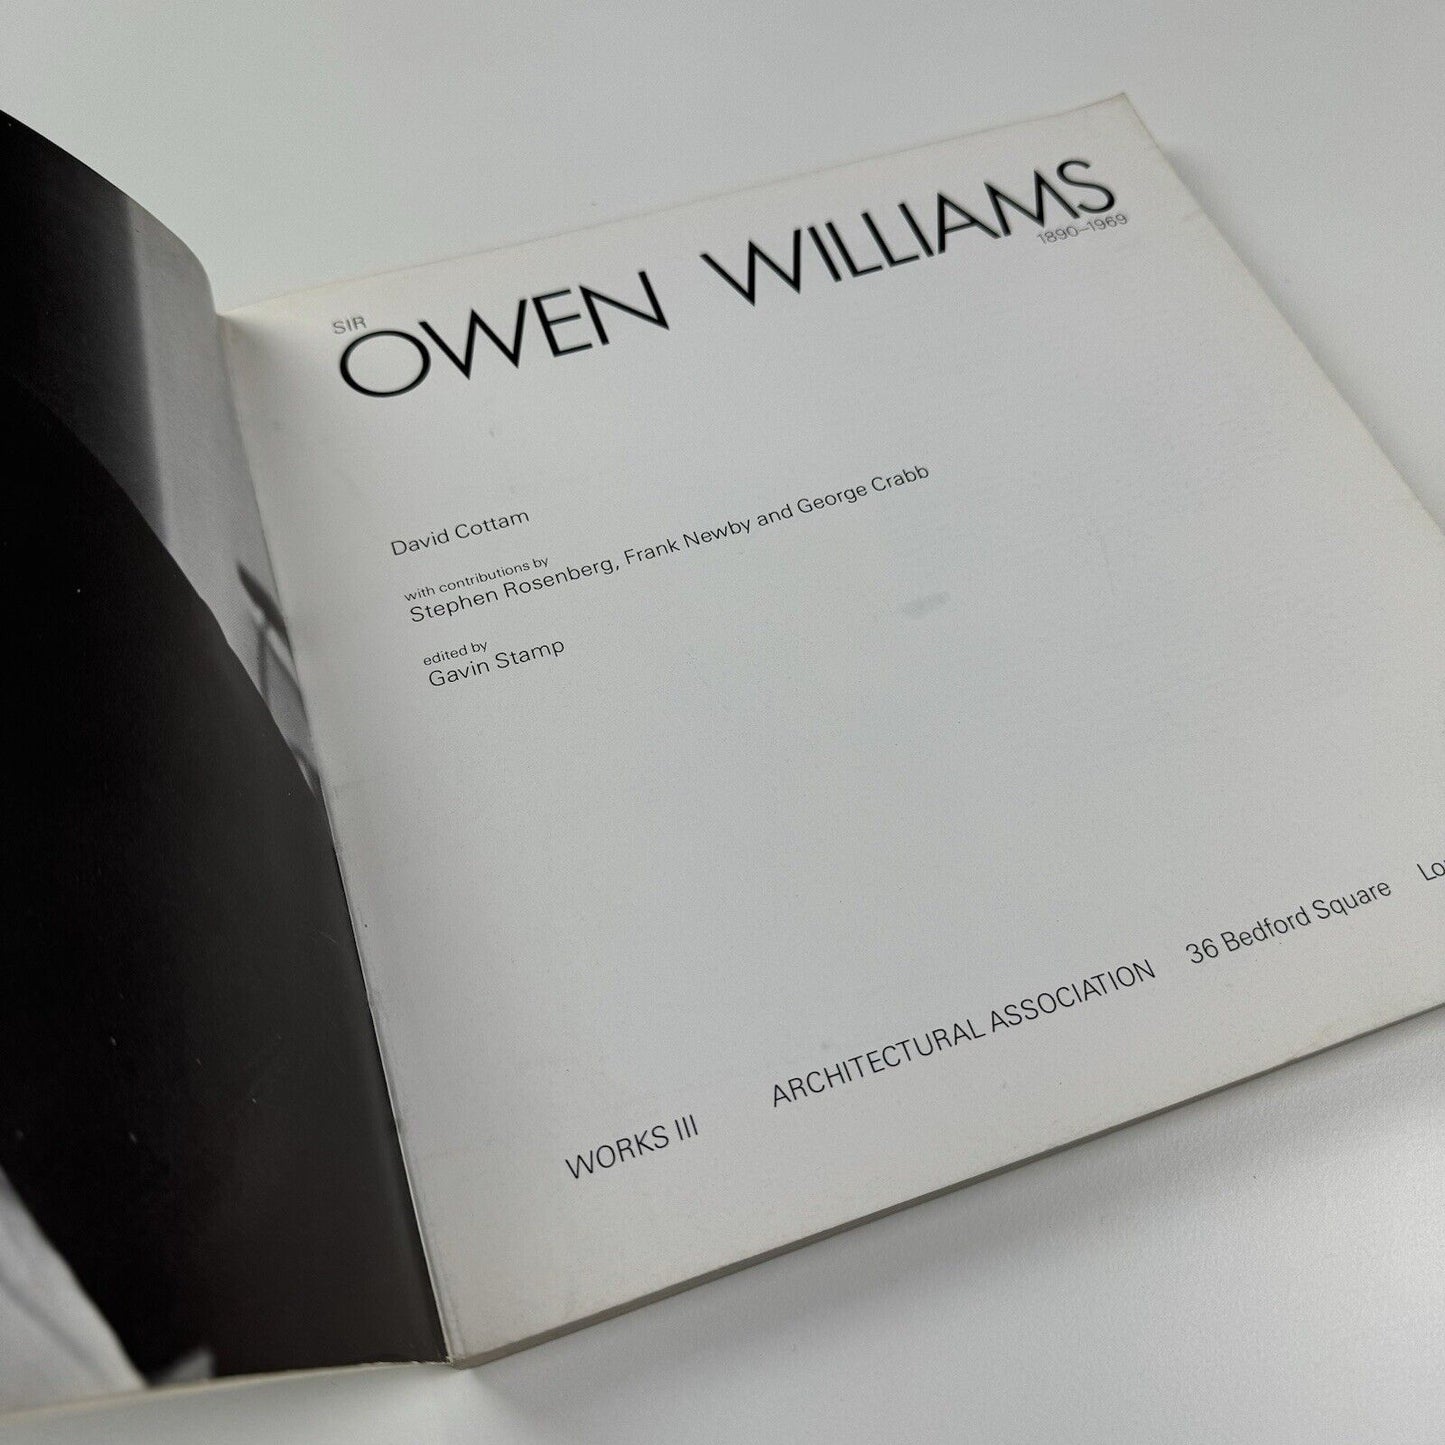 SIR
OWEN WILLIAMS
1890–1969
David Cottam
with contributions by
Stephen Rosenberg, Frank Newby and George Crabb
edited by
Gavin Stamp
WORKS III ARCHITECTURAL ASSOCIATION 36 Bedford Square